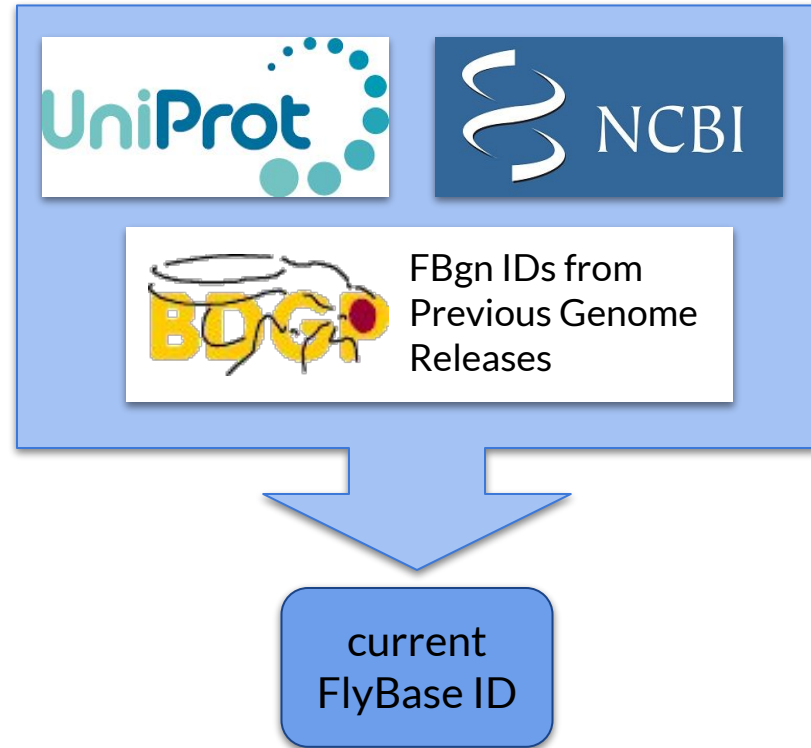 UniProt
NCBI
BDGP
FBgn IDs from
Previous Genome
Releases
current
FlyBase ID